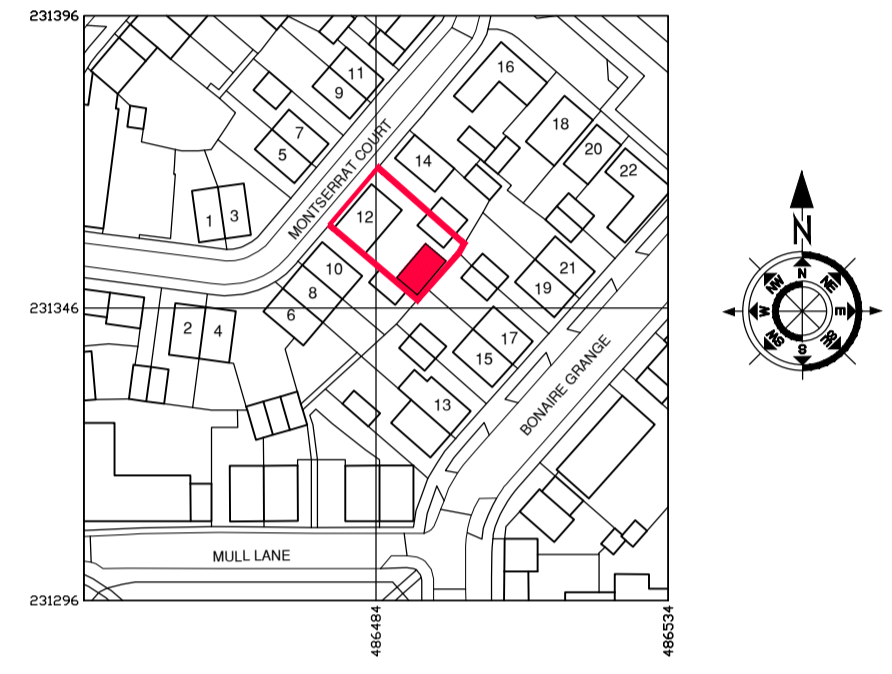 231396
16
11
9
18
7
20
5
14
22
MONTSERRAT COURT
12
1 3
N
N
NE
E
SE
S
SW
W
NW
10
21
8
19
231346
6
2 4
17
15
BONAIRE GRANGE
13
MULL LANE
231296
486484
486534